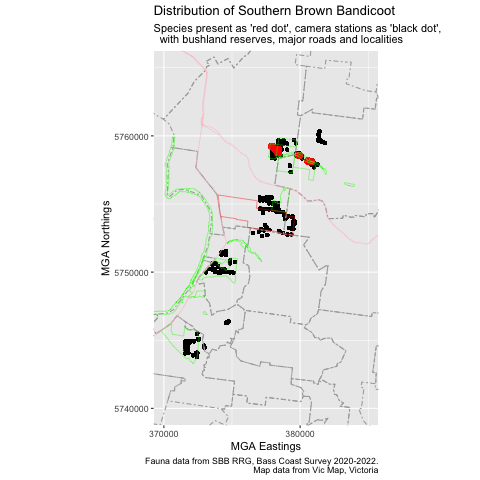 Distribution of Southern Brown Bandicoot
Species present as 'red dot', camera stations as 'black dot',
with bushland reserves, major roads and localities
5760000
5750000
5740000
MGA Northings
370000
380000
MGA Eastings
Fauna data from SBB RRG, Bass Coast Survey 2020-2022.
Map data from Vic Map, Victoria